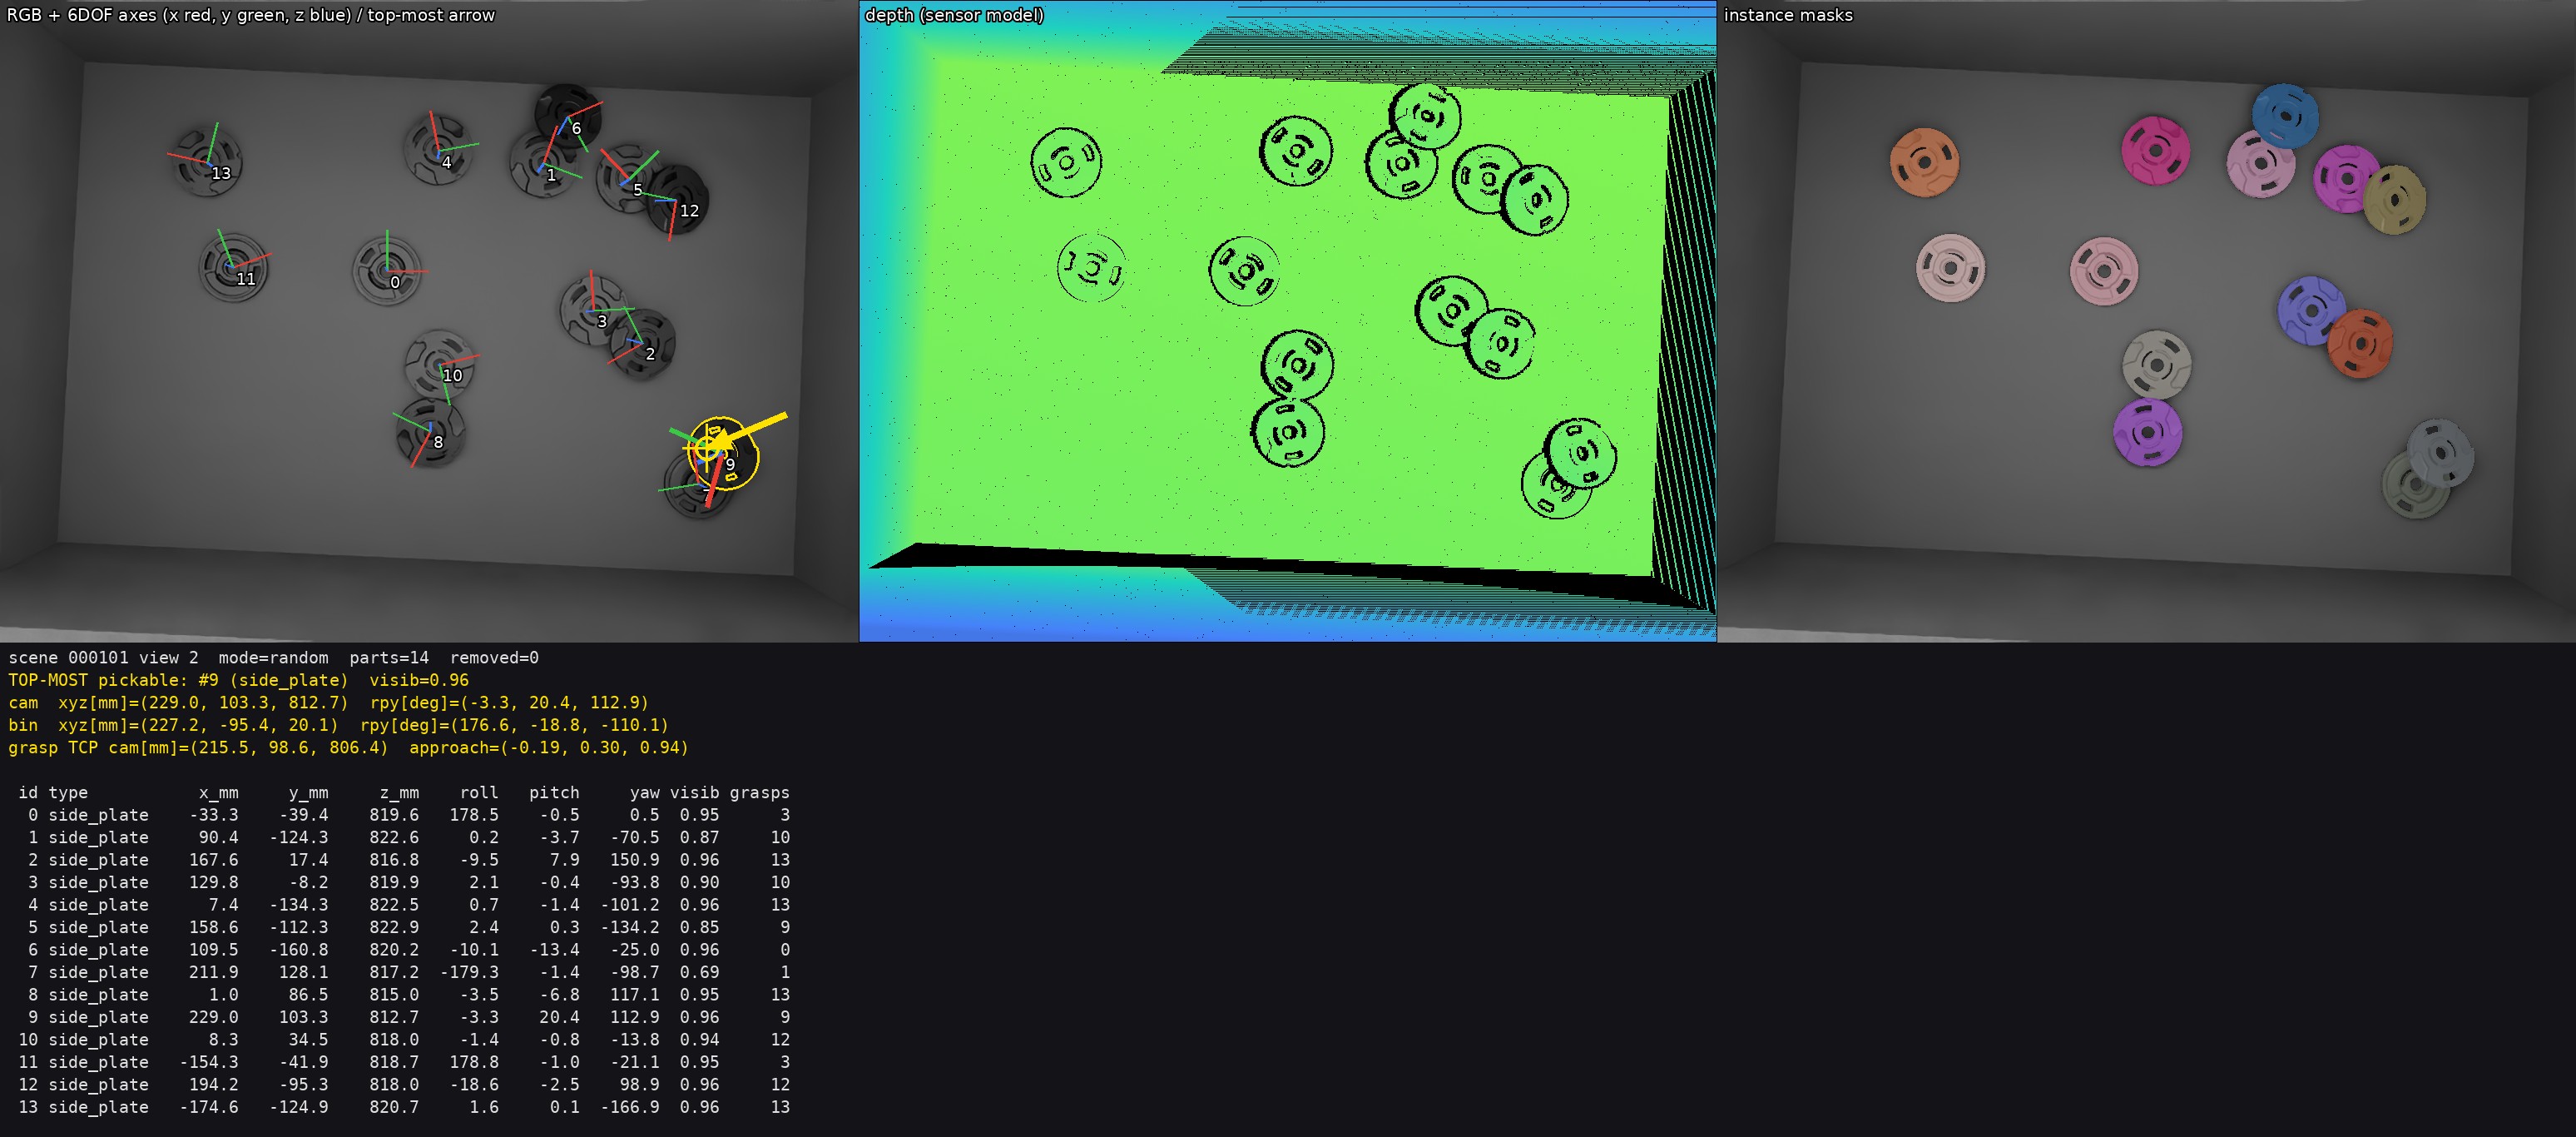 RGB + 6DOF axes (x red, y green, z blue) / top-most arrow
depth (sensor model)
instance masks
6
4
1
13
5
12
11
0
3
2
10
8
9
7
scene 000101 view 2  mode=random  parts=14  removed=0
TOP-MOST pickable: #9 (side_plate)  visib=0.96
cam  xyz[mm]=(229.0, 103.3, 812.7)  rpy[deg]=(-3.3, 20.4, 112.9)
bin  xyz[mm]=(227.2, -95.4, 20.1)  rpy[deg]=(176.6, -18.8, -110.1)
grasp TCP cam[mm]=(215.5, 98.6, 806.4)  approach=(-0.19, 0.30, 0.94)
id type x_mm y_mm z_mm roll pitch yaw visib grasps
0 side_plate -33.3 -39.4 819.6 178.5 -0.5 0.5 0.95 3
1 side_plate 90.4 -124.3 822.6 0.2 -3.7 -70.5 0.87 10
2 side_plate 167.6 17.4 816.8 -9.5 7.9 150.9 0.96 13
3 side_plate 129.8 -8.2 819.9 2.1 -0.4 -93.8 0.90 10
4 side_plate 7.4 -134.3 822.5 0.7 -1.4 -101.2 0.96 13
5 side_plate 158.6 -112.3 822.9 2.4 0.3 -134.2 0.85 9
6 side_plate 109.5 -160.8 820.2 -10.1 -13.4 -25.0 0.96 0
7 side_plate 211.9 128.1 817.2 -179.3 -1.4 -98.7 0.69 1
8 side_plate 1.0 86.5 815.0 -3.5 -6.8 117.1 0.95 13
9 side_plate 229.0 103.3 812.7 -3.3 20.4 112.9 0.96 9
10 side_plate 8.3 34.5 818.0 -1.4 -0.8 -13.8 0.94 12
11 side_plate -154.3 -41.9 818.7 178.8 -1.0 -21.1 0.95 3
12 side_plate 194.2 -95.3 818.0 -18.6 -2.5 98.9 0.96 12
13 side_plate -174.6 -124.9 820.7 1.6 0.1 -166.9 0.96 13